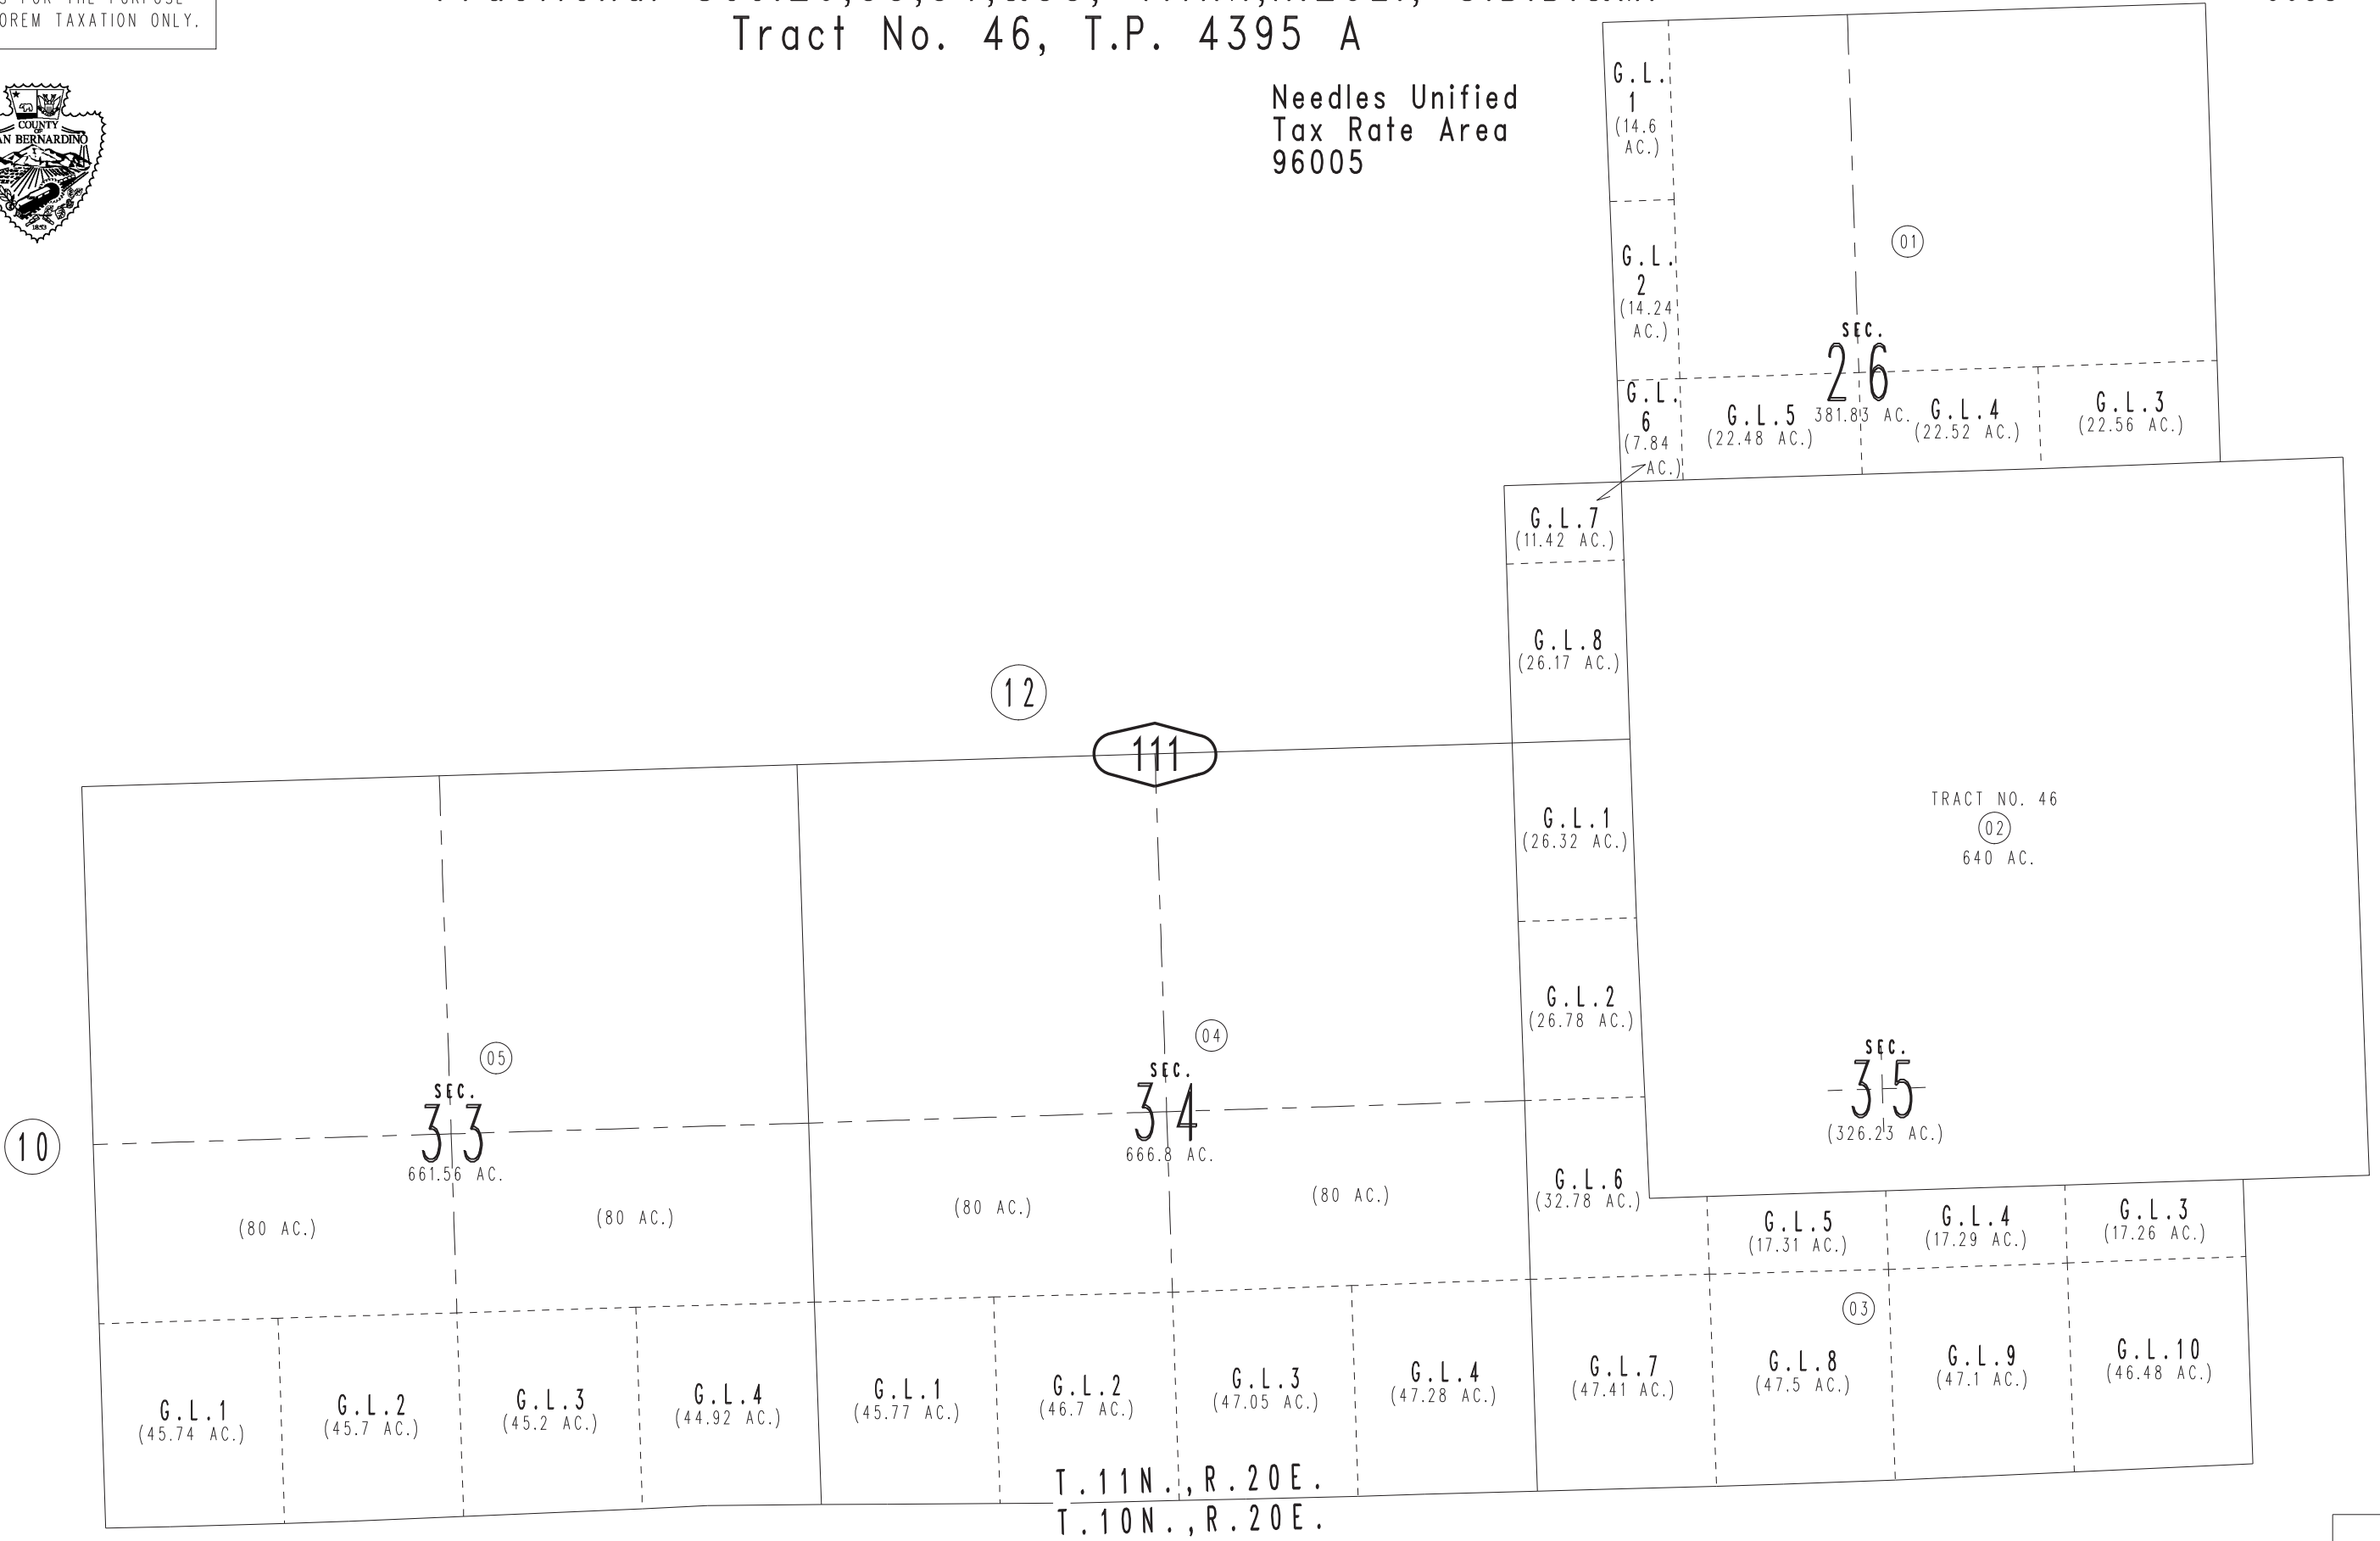 OREM TAXATION ONLY.
Tract No. 46, T.P. 4395 A
COUNTY
OF
AN BERNARDINO
1853
Needles Unified
Tax Rate Area
96005
G.L.
1
(14.6
AC.)
G.L.
2
(14.24
AC.)
G.L.
6
(7.84
AC.)
01
SEC.
26
381.83 AC.
G.L.5
(22.48 AC.)
G.L.4
(22.52 AC.)
G.L.3
(22.56 AC.)
G.L.7
(11.42 AC.)
G.L.8
(26.17 AC.)
12
111
G.L.1
(26.32 AC.)
TRACT NO. 46
02
640 AC.
G.L.2
(26.78 AC.)
05
SEC.
33
661.56 AC.
04
SEC.
34
666.8 AC.
SEC.
35
(326.23 AC.)
10
(80 AC.)
(80 AC.)
(80 AC.)
(80 AC.)
G.L.6
(32.78 AC.)
G.L.5
(17.31 AC.)
G.L.4
(17.29 AC.)
G.L.3
(17.26 AC.)
03
G.L.1
(45.74 AC.)
G.L.2
(45.7 AC.)
G.L.3
(45.2 AC.)
G.L.4
(44.92 AC.)
G.L.1
(45.77 AC.)
G.L.2
(46.7 AC.)
G.L.3
(47.05 AC.)
G.L.4
(47.28 AC.)
G.L.7
(47.41 AC.)
G.L.8
(47.5 AC.)
G.L.9
(47.1 AC.)
G.L.10
(46.48 AC.)
T.11N.,R.20E.
T.10N.,R.20E.